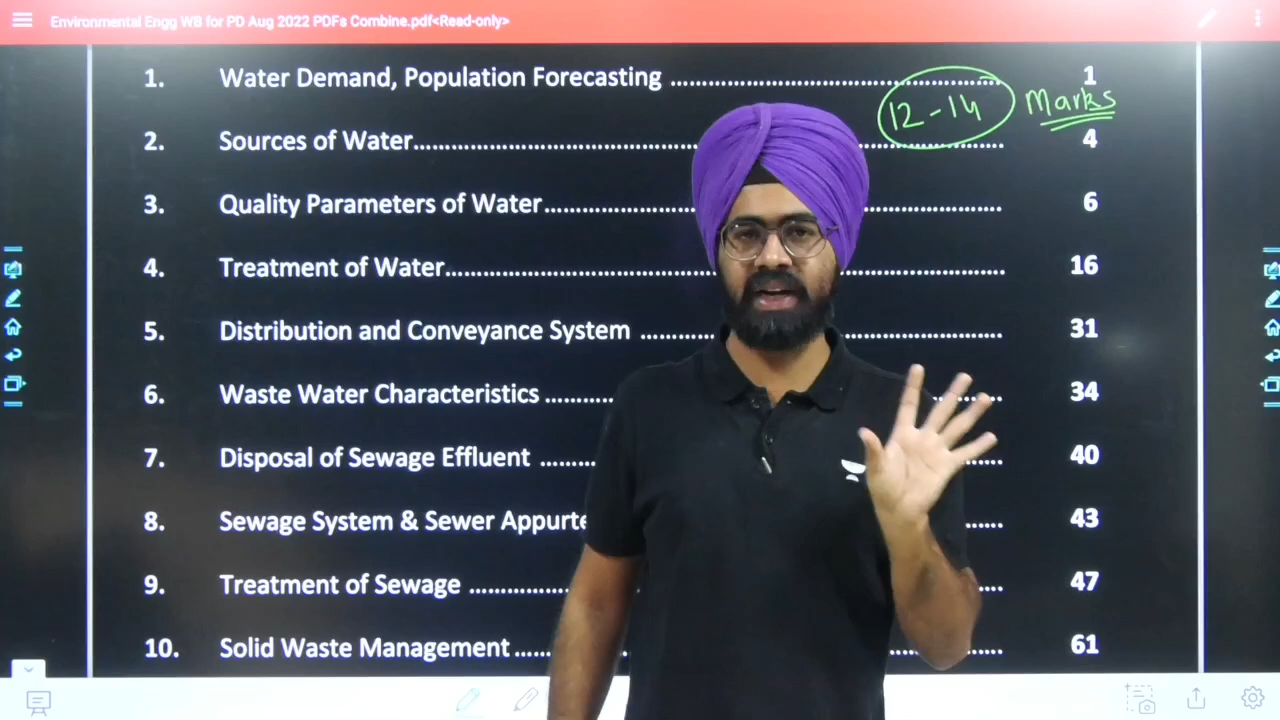 Environmental Engg WB for PD Aug 2022 PDFs Combine.pdf<Read-only>
1. Water Demand, Population Forecasting ........................................ 1
12-14 Marks
2. Sources of Water........................................ 4
3. Quality Parameters of Water........................................ 6
4. Treatment of Water........................................ 16
5. Distribution and Conveyance System ........................................ 31
6. Waste Water Characteristics ........................................ 34
7. Disposal of Sewage Effluent ........................................ 40
8. Sewage System & Sewer Appurte ...... 43
9. Treatment of Sewage ........................................ 47
10. Solid Waste Management ........................................ 61